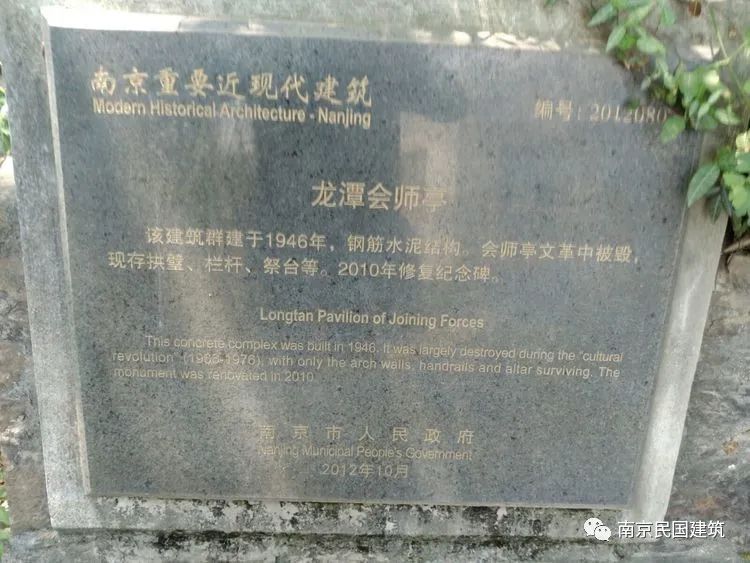 南京重要近现代建筑
Modern Historical Architecture - Nanjing
编号：2012080
龙潭会师亭
该建筑群建于1946年，钢筋水泥结构。会师亭文革中被毁，
现存拱璧、栏杆、祭台等。2010年修复纪念碑。
Longtan Pavilion of Joining Forces
This concrete complex was built in 1946. It was largely destroyed during the "cultural
revolution" (1963-1976), with only the arch walls, handrails and altar surviving. The
monument was renovated in 2010.
南京市人民政府
Nanjing Municipal People's Government
2012年10月
南京民国建筑